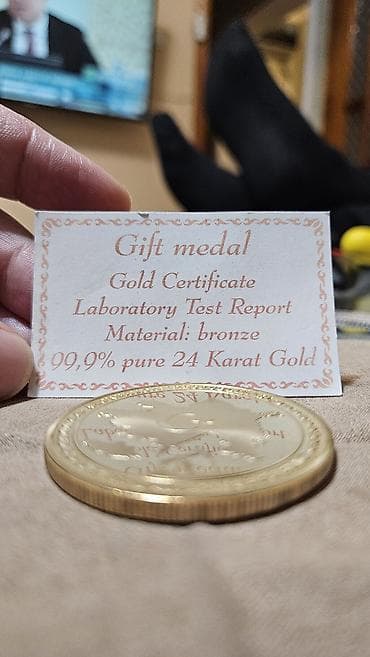 Gift medal
Gold Certificate
Laboratory Test Report
Material: bronze
99,9% pure 24 Karat Gold